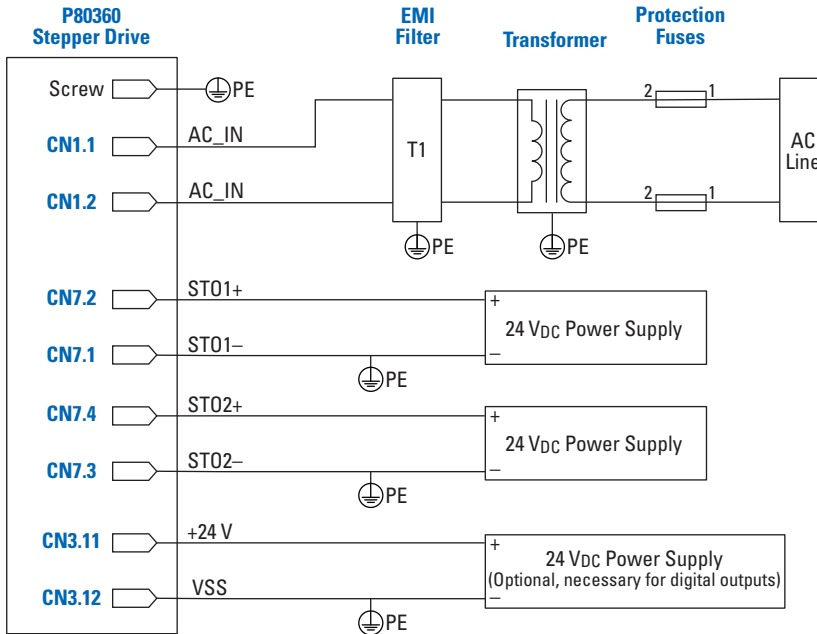 P80360
Stepper Drive
EMI
Filter
Transformer
Protection
Fuses
Screw
PE
CN1.1
AC_IN
T1
2
1
AC
Line
CN1.2
AC_IN
2
1
PE
PE
CN7.2
STO1+
+
24 VDC Power Supply
CN7.1
STO1–
–
PE
CN7.4
STO2+
+
24 VDC Power Supply
CN7.3
STO2–
–
PE
CN3.11
+24 V
+
24 VDC Power Supply
(Optional, necessary for digital outputs)
CN3.12
VSS
–
PE